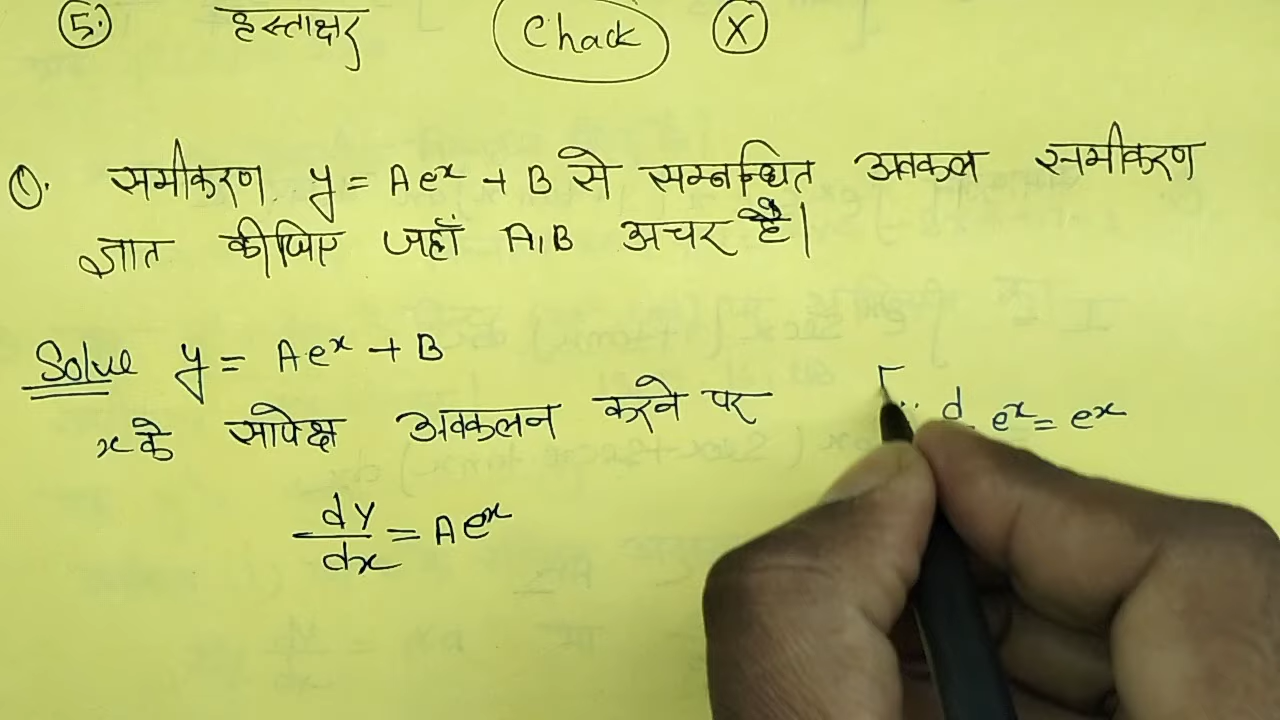 5. हस्ताक्षर Chack X
Q. समीकरण y = Aeˣ + B से सम्बन्धित अवकल समीकरण
ज्ञात कीजिए जहाँ A,B अचर है।
Solve y = Aeˣ + B
x के सापेक्ष अवकलन करने पर
dy/dx = Aeˣ
[∵ d eˣ = eˣ